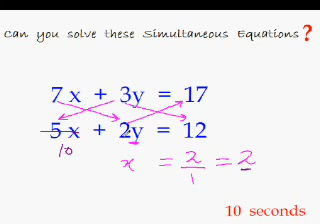 Can you solve these Simultaneous Equations?
7x + 3y = 17
5x + 2y = 12
10
x = 2/1 = 2
10 seconds